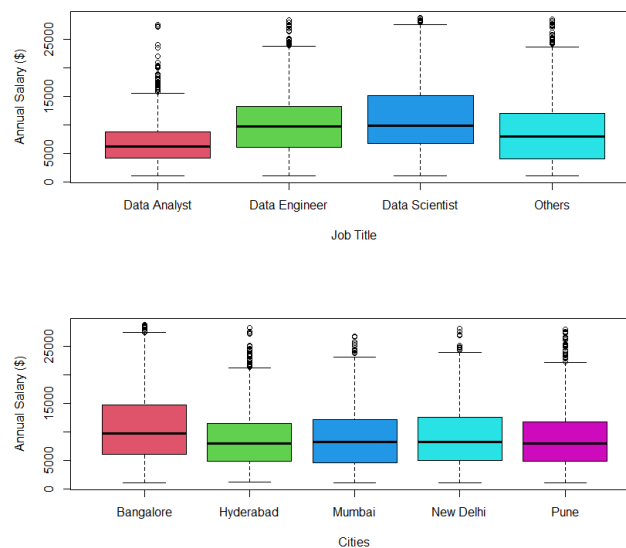 Annual Salary ($)
25000
15000
5000
0
Data Analyst Data Engineer Data Scientist Others
Job Title
Annual Salary ($)
25000
15000
5000
0
Bangalore Hyderabad Mumbai New Delhi Pune
Cities